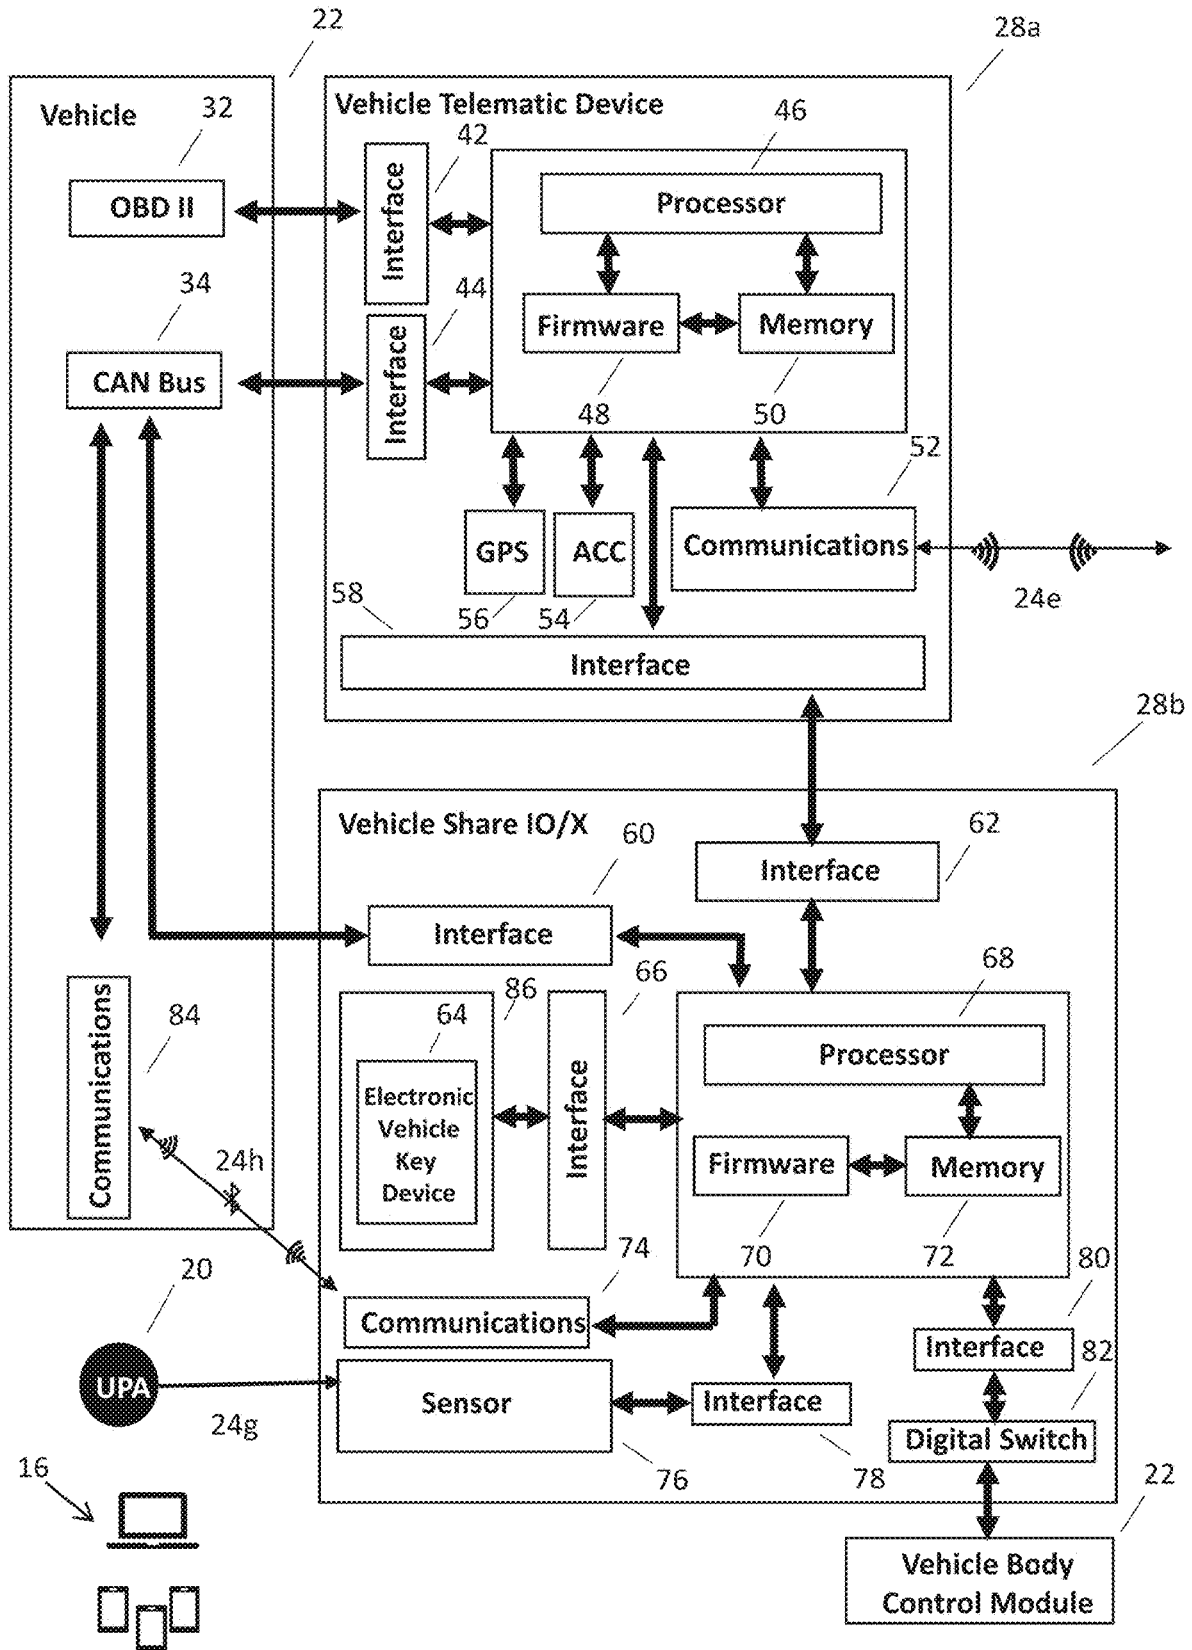 22
28a
Vehicle
32
Vehicle Telematic Device
42
46
OBD II
Interface
Processor
34
44
Firmware
Memory
CAN Bus
Interface
48
50
52
GPS
ACC
Communications
24e
58
56
54
Interface
28b
Vehicle Share IO/X
60
62
Interface
Interface
66
68
86
64
84
Processor
Communications
Electronic
Vehicle
Key
Device
Interface
Firmware
Memory
24h
74
70
72
80
20
Communications
Interface
82
UPA
24g
Sensor
Interface
Digital Switch
16
76
78
22
Vehicle Body
Control Module